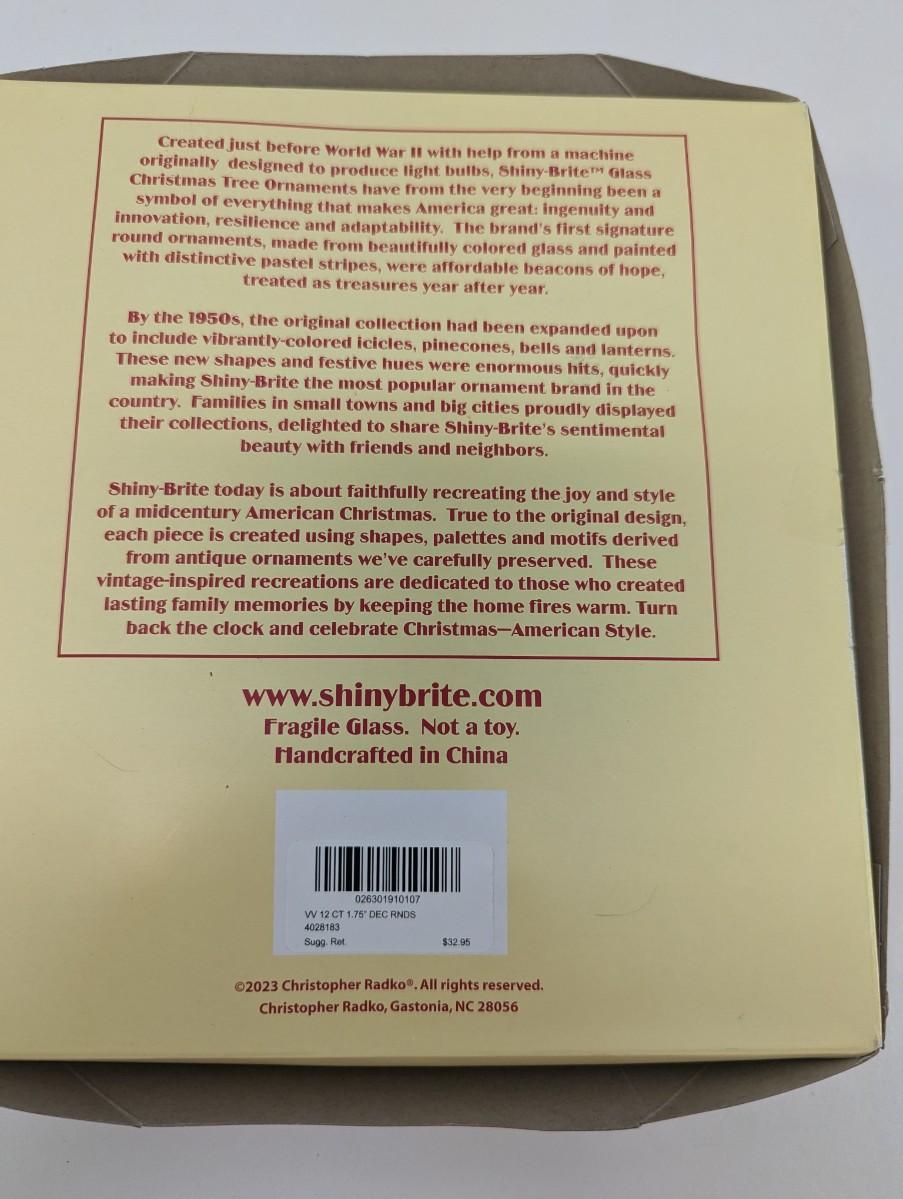 Created just before World War II with help from a machine
originally designed to produce light bulbs, Shiny-Brite™ Glass
Christmas Tree Ornaments have from the very beginning been a
symbol of everything that makes America great: ingenuity and
innovation, resilience and adaptability. The brand's first signature
round ornaments, made from beautifully colored glass and painted
with distinctive pastel stripes, were affordable beacons of hope,
treated as treasures year after year.
By the 1950s, the original collection had been expanded upon
to include vibrantly-colored icicles, pinecones, bells and lanterns.
These new shapes and festive hues were enormous hits, quickly
making Shiny-Brite the most popular ornament brand in the
country. Families in small towns and big cities proudly displayed
their collections, delighted to share Shiny-Brite's sentimental
beauty with friends and neighbors.
Shiny-Brite today is about faithfully recreating the joy and style
of a midcentury American Christmas. True to the original design,
each piece is created using shapes, palettes and motifs derived
from antique ornaments we've carefully preserved. These
vintage-inspired recreations are dedicated to those who created
lasting family memories by keeping the home fires warm. Turn
back the clock and celebrate Christmas—American Style.
www.shinybrite.com
Fragile Glass. Not a toy.
Handcrafted in China
026301910107
VV 12 CT 1.75" DEC RNDS
4028183
Sugg. Ret. $32.95
©2023 Christopher Radko®. All rights reserved.
Christopher Radko, Gastonia, NC 28056